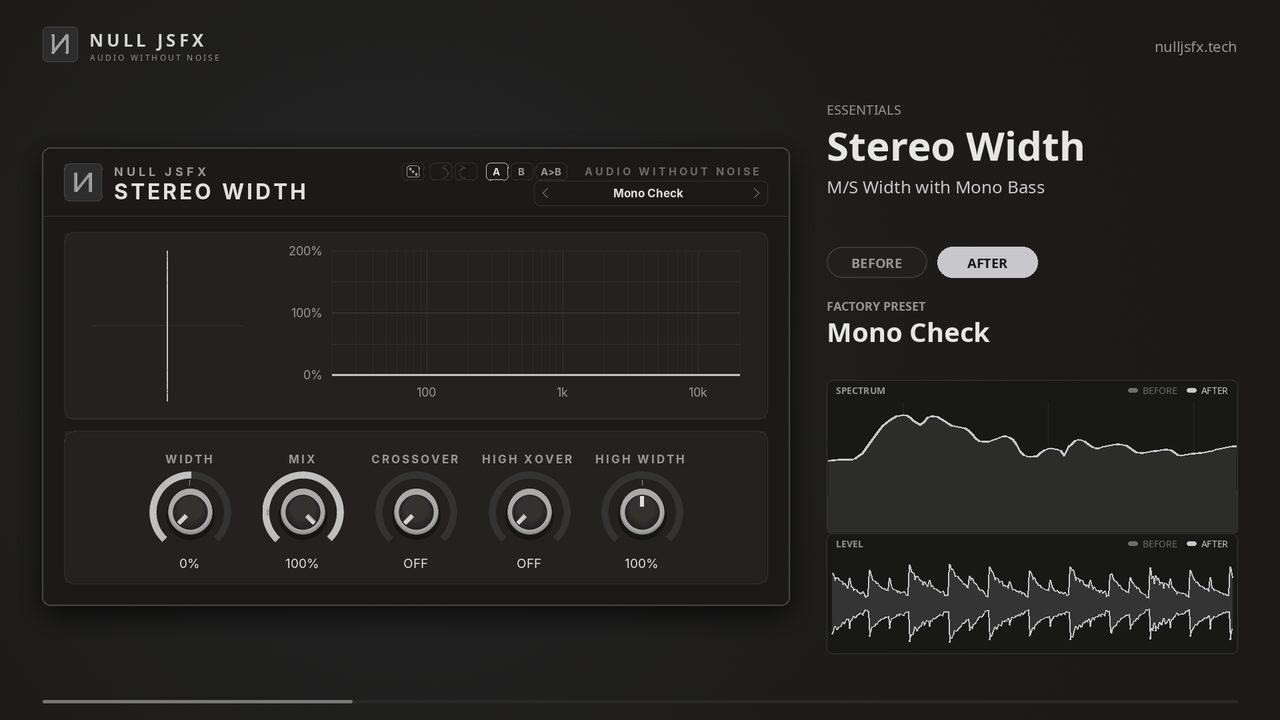 NULL JSFX
AUDIO WITHOUT NOISE
nulljsfx.tech
NULL JSFX
STEREO WIDTH
A B A>B AUDIO WITHOUT NOISE
Mono Check
200%
100%
0%
100 1k 10k
WIDTH MIX CROSSOVER HIGH XOVER HIGH WIDTH
0% 100% OFF OFF 100%
ESSENTIALS
Stereo Width
M/S Width with Mono Bass
BEFORE AFTER
FACTORY PRESET
Mono Check
SPECTRUM BEFORE AFTER
LEVEL BEFORE AFTER